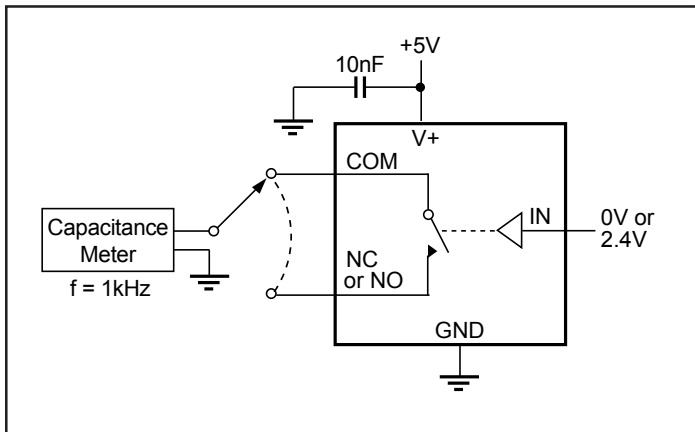 +5V
10nF
V+
COM
IN
0V or
2.4V
Capacitance
Meter
f = 1kHz
NC
or NO
GND